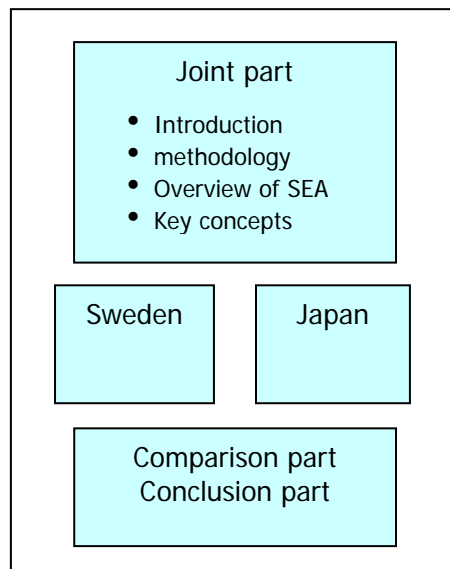 Joint part
• Introduction
• methodology
• Overview of SEA
• Key concepts
Sweden
Japan
Comparison part
Conclusion part